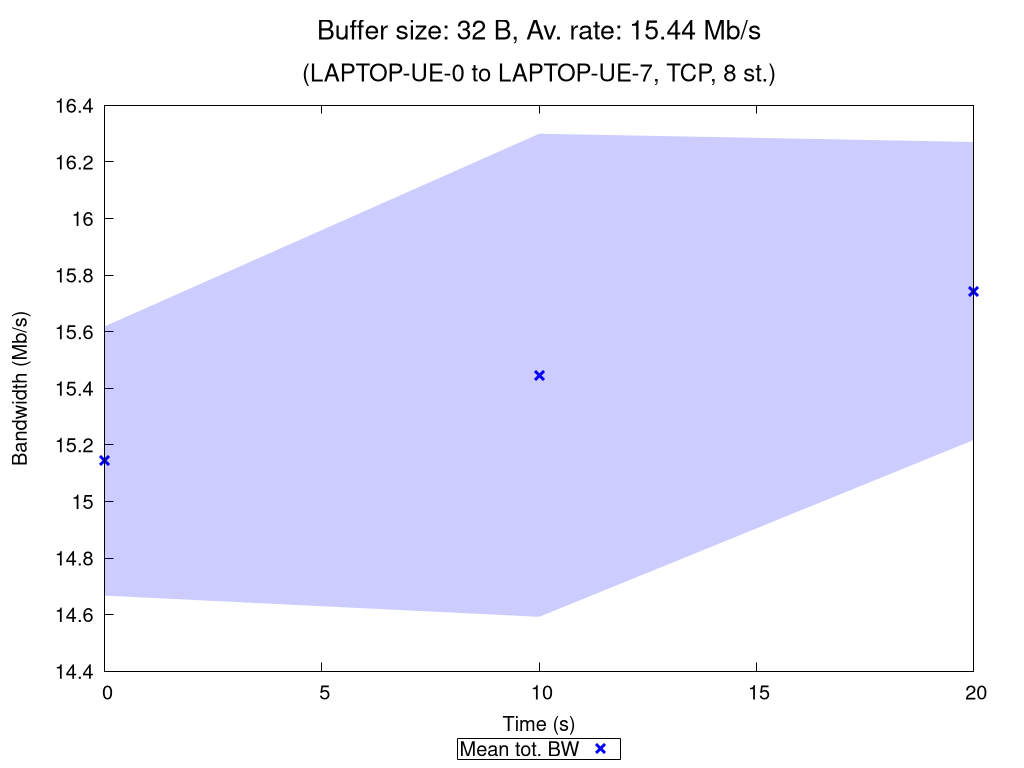 Buffer size: 32 B, Av. rate: 15.44 Mb/s
(LAPTOP-UE-0 to LAPTOP-UE-7, TCP, 8 st.)
16.4
16.2
16
15.8
15.6
15.4
15.2
15
14.8
14.6
14.4
Bandwidth (Mb/s)
0 5 10 15 20
Time (s)
Mean tot. BW